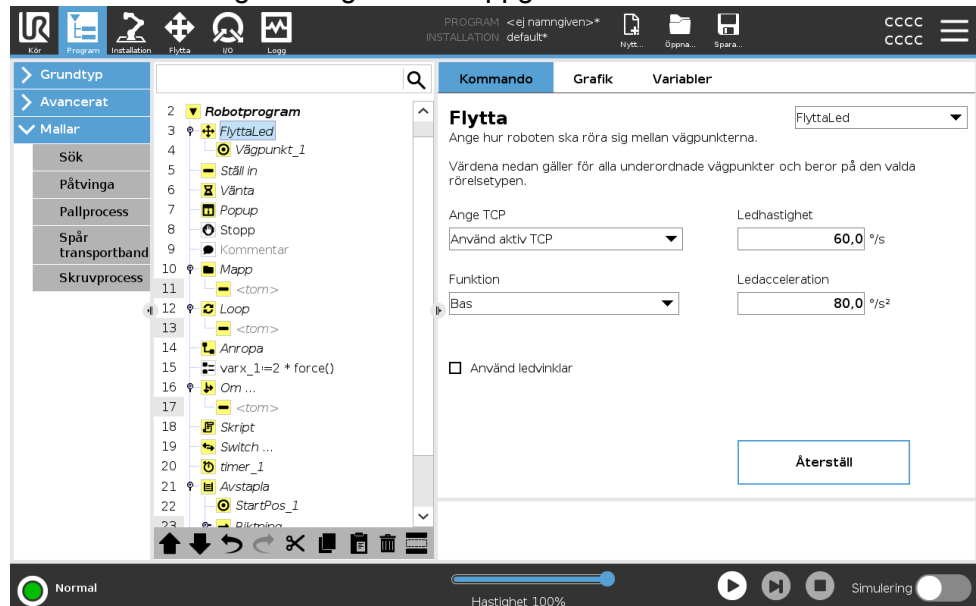 PROGRAM <ej namngiven>*
INSTALLATION default*
Kör Program Installation Flytta I/O Logg
Nytt... Öppna... Spara...
CCCC
CCCC
Grundtyp
Avancerat
Mallar
Sök
Påtvinga
Pallprocess
Spår
transportband
Skruvprocess
2 Robotprogram
3 FlyttaLed
4 Vägpunkt_1
5 Ställ in
6 Vänta
7 Popup
8 Stopp
9 Kommentar
10 Mapp
11 <tom>
12 Loop
13 <tom>
14 Anropa
15 varx_1:=2 * force()
16 Om ...
17 <tom>
18 Skript
19 Switch ...
20 timer_1
21 Avstapla
22 StartPos_1
23 Riktning
Kommando Grafik Variabler
Flytta
FlyttaLed
Ange hur roboten ska röra sig mellan vägpunkterna.
Värdena nedan gäller för alla underordnade vägpunkter och beror på den valda
rörelsetypen.
Ange TCP
Använd aktiv TCP
Ledhastighet
60,0 °/s
Funktion
Bas
Ledacceleration
80,0 °/s²
Använd ledvinklar
Återställ
Normal
Hastighet 100%
Simulering